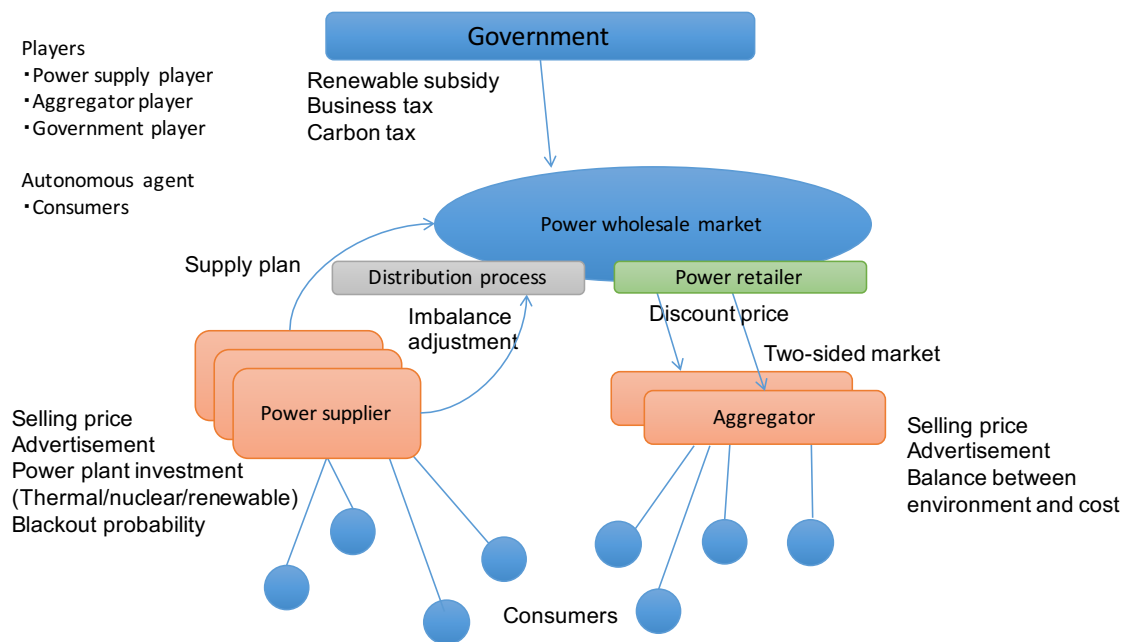 Government
Players
・Power supply player
・Aggregator player
・Government player
Autonomous agent
・Consumers
Renewable subsidy
Business tax
Carbon tax
Power wholesale market
Supply plan
Distribution process
Power retailer
Imbalance
adjustment
Discount price
Two-sided market
Power supplier
Aggregator
Selling price
Advertisement
Power plant investment
(Thermal/nuclear/renewable)
Blackout probability
Selling price
Advertisement
Balance between
environment and cost
Consumers